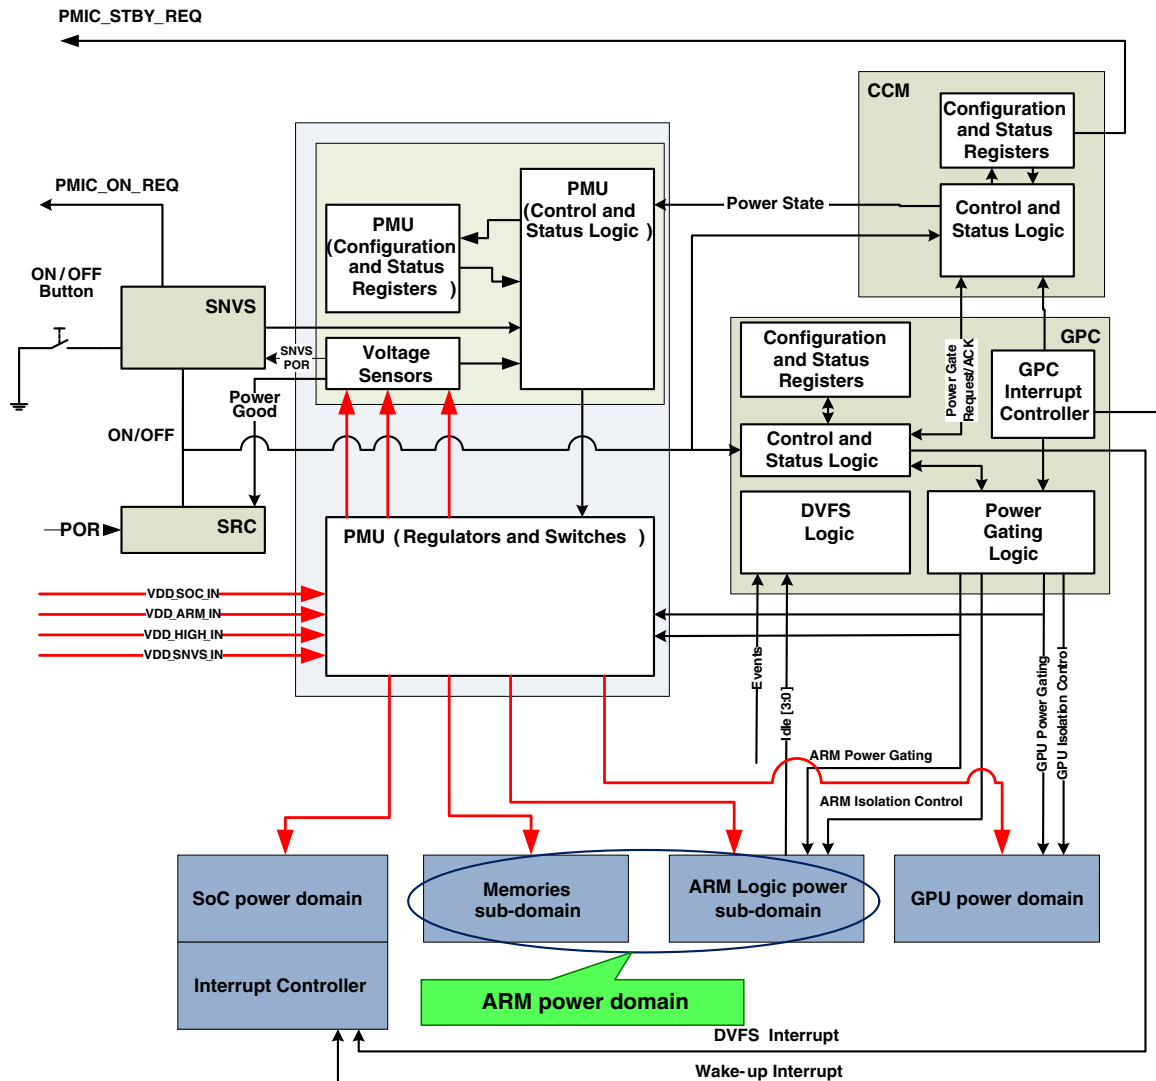 PMIC_STBY_REQ
CCM
Configuration
and Status
Registers
PMIC_ON_REQ
PMU
(Control and
Status Logic )
Power State
Control and
Status Logic
PMU
(Configuration
and Status
Registers )
ON / OFF
Button
SNVS
SNVS
POR
Voltage
Sensors
Configuration
and Status
Registers
GPC
Power Gate
Request/ACK
GPC
Interrupt
Controller
Power
Good
ON/OFF
Control and
Status Logic
POR
SRC
PMU ( Regulators and Switches )
DVFS
Logic
Power
Gating
Logic
VDD_SOC_IN
VDD_ARM_IN
VDD_HIGH_IN
VDD_SNVS_IN
Events
Idle [3:0]
GPU Power Gating
GPU Isolation Control
ARM Power Gating
ARM Isolation Control
SoC power domain
Memories
sub-domain
ARM Logic power
sub-domain
GPU power domain
Interrupt Controller
ARM power domain
DVFS Interrupt
Wake-up Interrupt